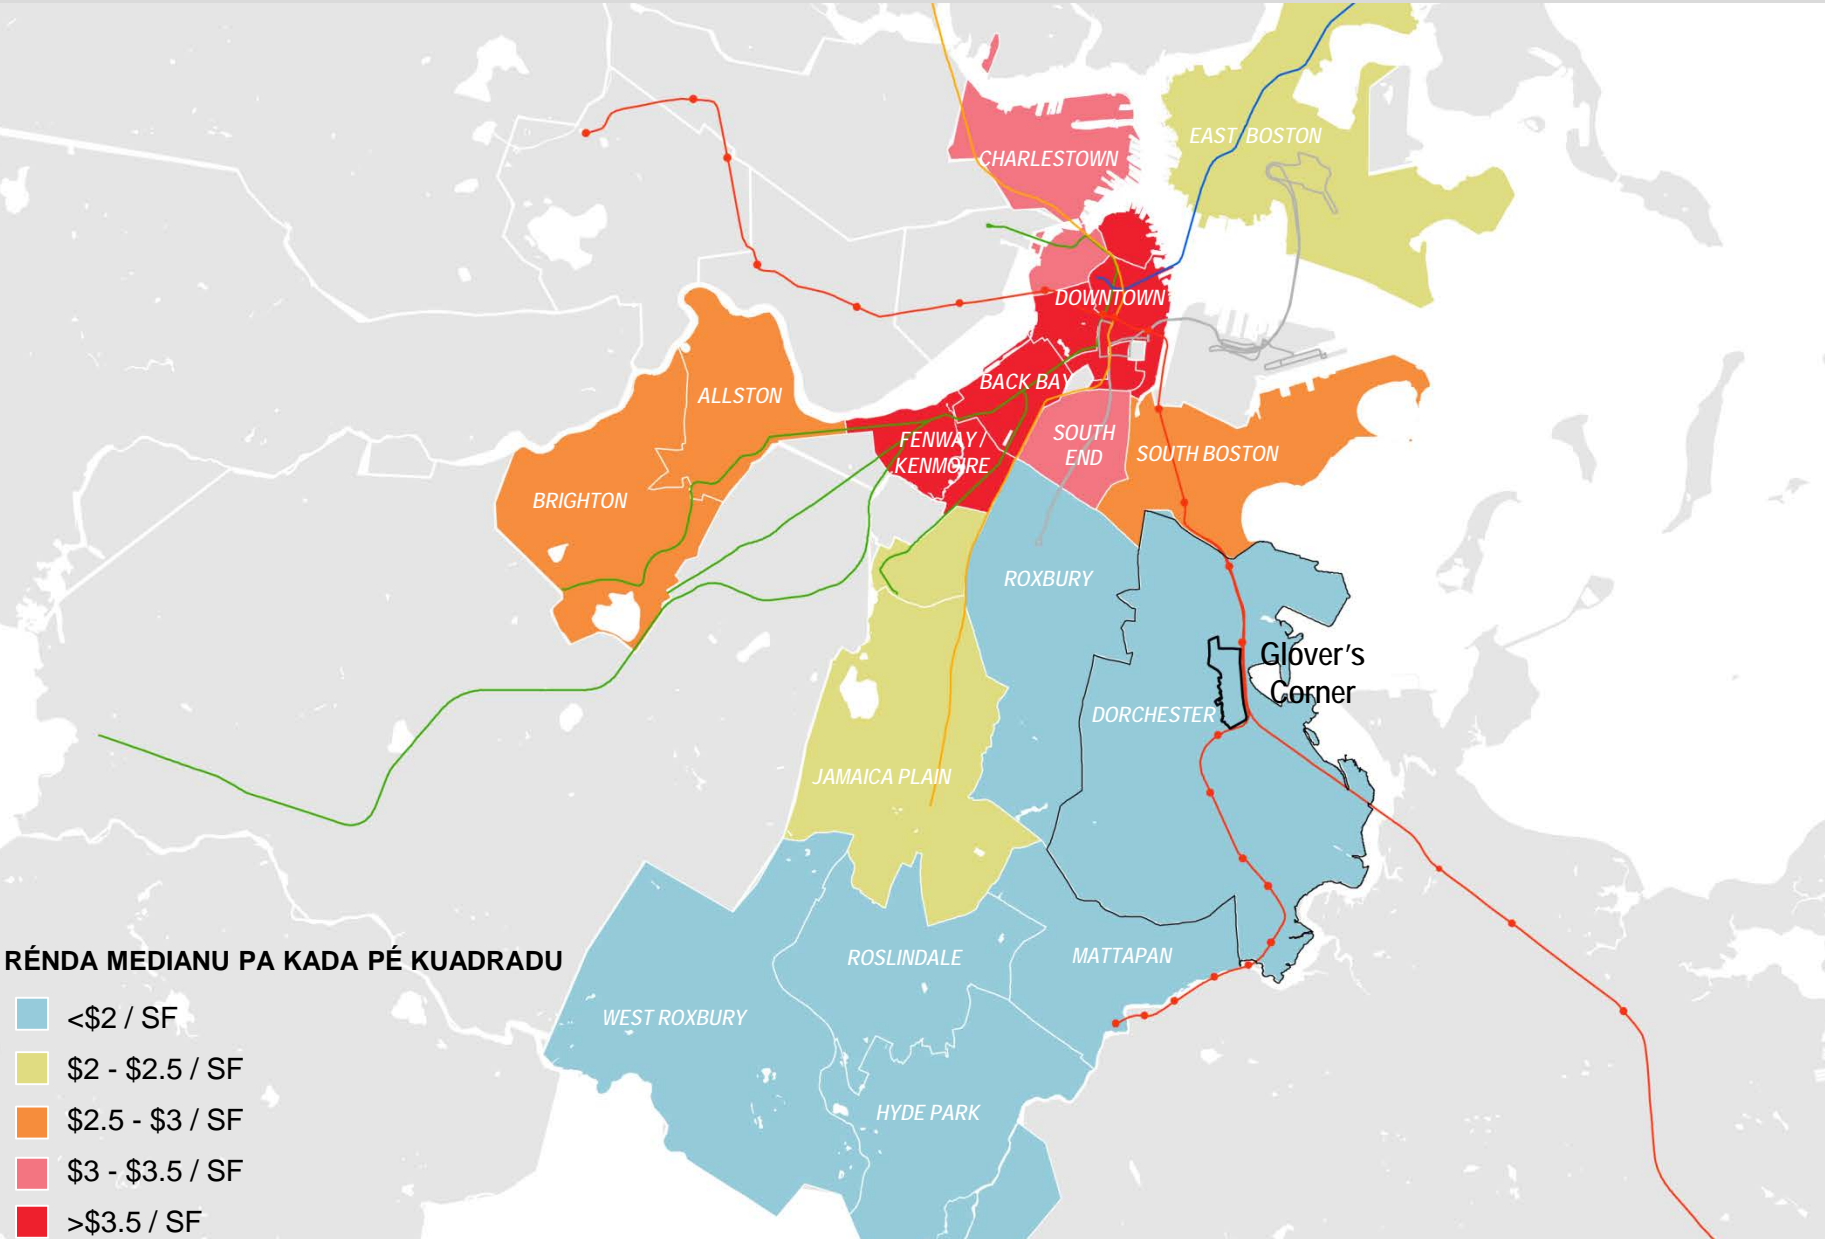 EAST BOSTON
CHARLESTOWN
DOWNTOWN
BACK BAY
ALLSTON
FENWAY /
KENMOIRE
SOUTH
END
SOUTH BOSTON
BRIGHTON
ROXBURY
Glover's
Corner
DORCHESTER
JAMAICA PLAIN
ROSLINDALE
MATTAPAN
WEST ROXBURY
HYDE PARK
RÉNDA MEDIANU PA KADA PÉ KUADRADU
<$2 / SF
$2 - $2.5 / SF
$2.5 - $3 / SF
$3 - $3.5 / SF
>$3.5 / SF